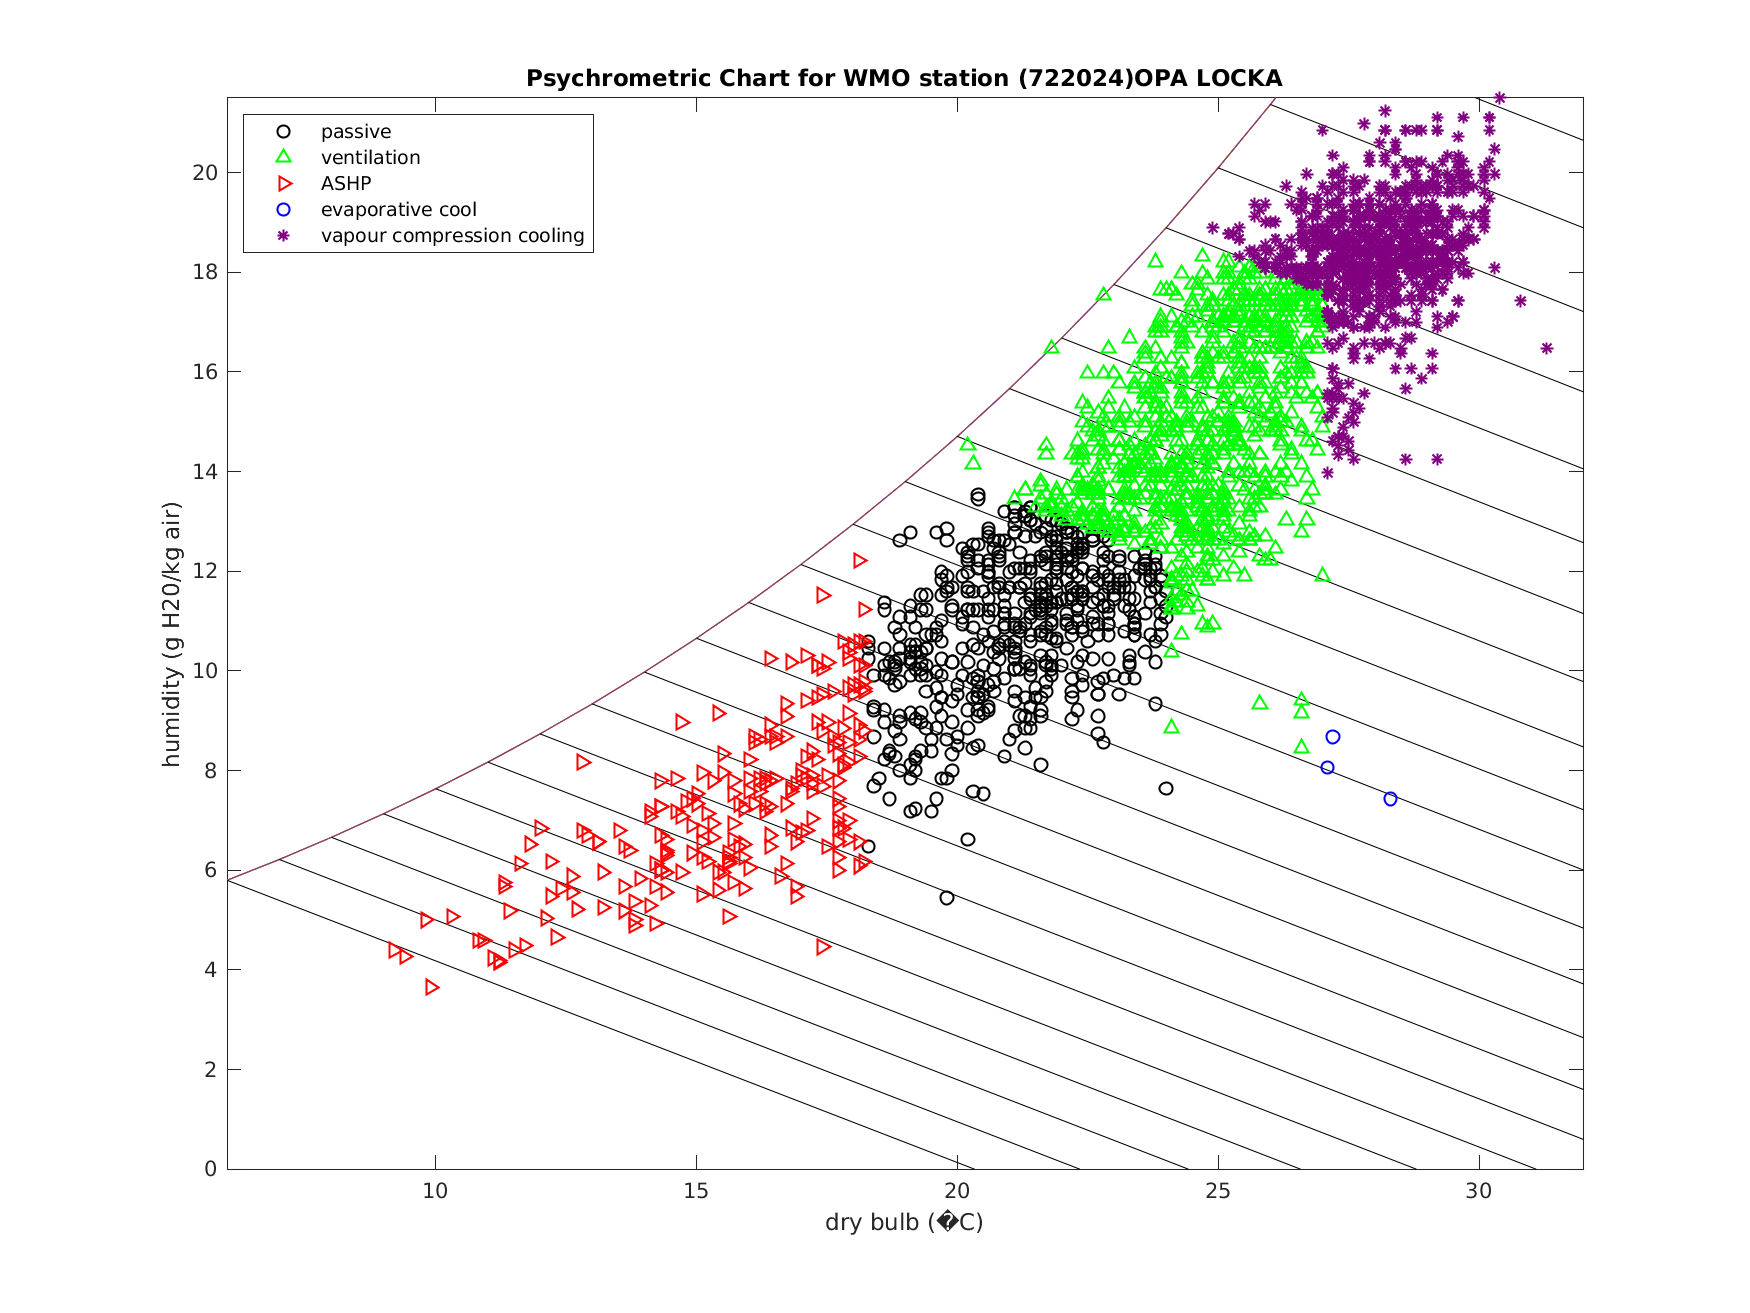 Psychrometric Chart for WMO station (722024)OPA LOCKA
passive
ventilation
ASHP
evaporative cool
vapour compression cooling
humidity (g H20/kg air)
20
18
16
14
12
10
8
6
4
2
0
10 15 20 25 30
dry bulb (�C)